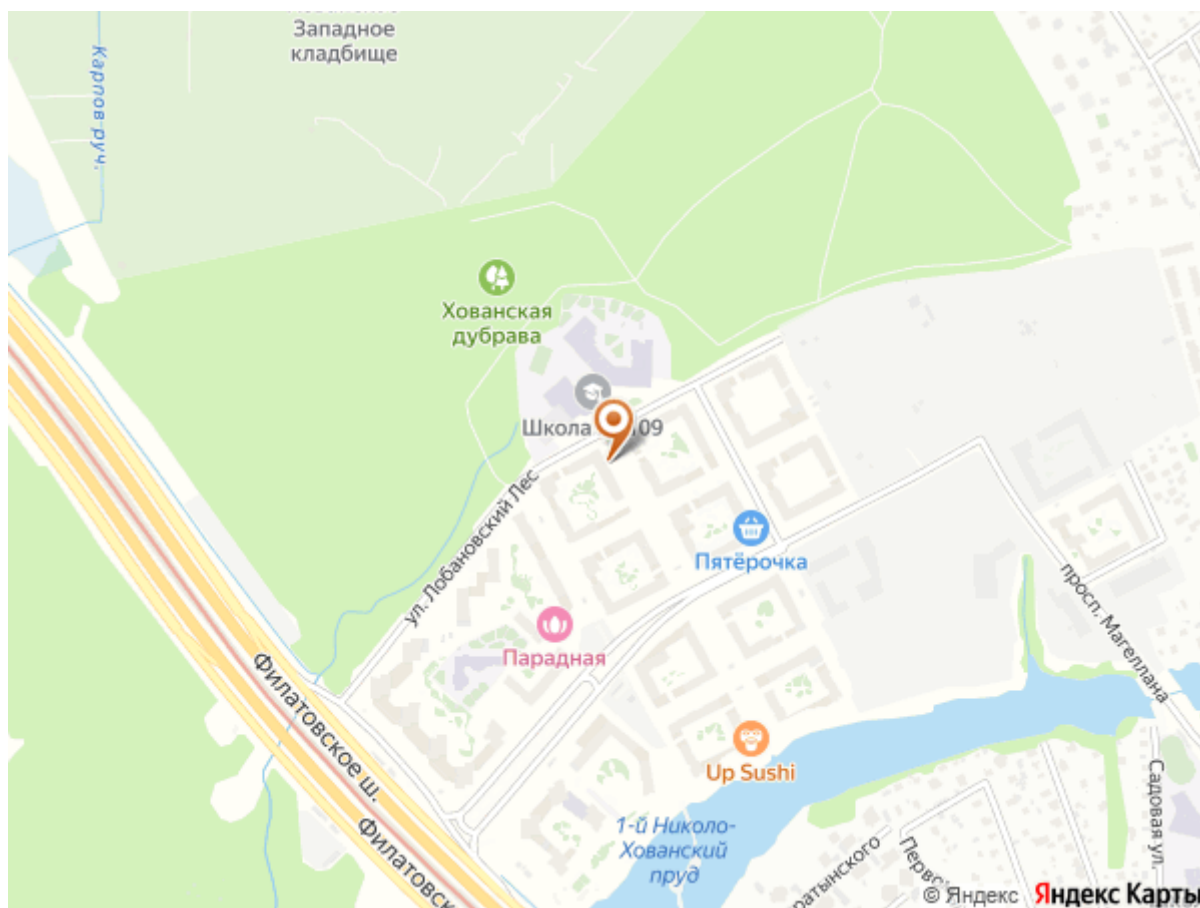 Западное
кладбище
Карпов руч.
Хованская
дубрава
Школа 109
ул. Лобановский Лес
Пятёрочка
просп. Магеллана
Парадная
Филатовское ш.
Up Sushi
Садовая ул.
1-й Николо-
Хованский
пруд
© Яндекс Яндекс Карты